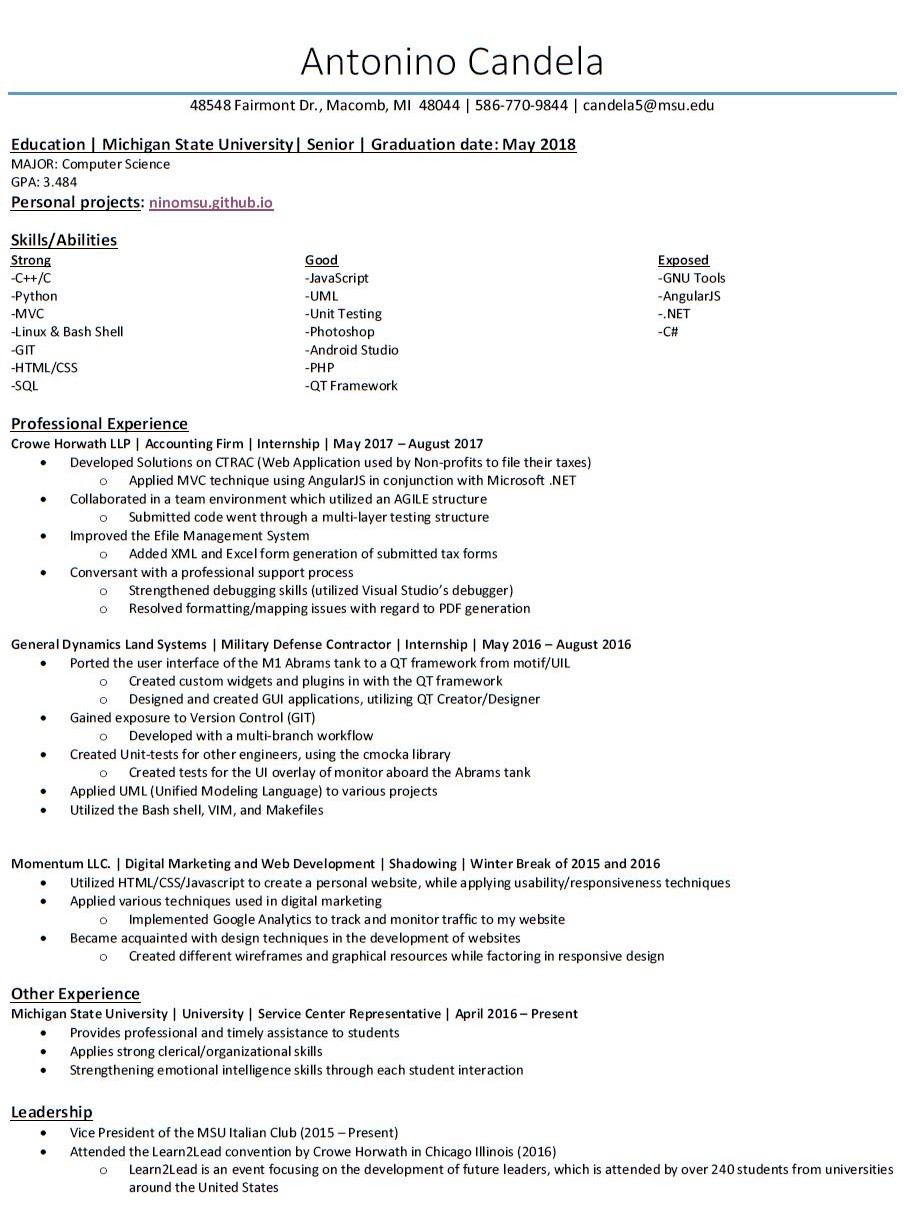 Antonino Candela
48548 Fairmont Dr., Macomb, MI 48044 | 586-770-9844 | candela5@msu.edu
Education | Michigan State University| Senior | Graduation date: May 2018
MAJOR: Computer Science
GPA: 3.484
Personal projects: ninomsu.github.io
Skills/Abilities
Strong Good Exposed
-C++/C -JavaScript -GNU Tools
-Python -UML -AngularJS
-MVC -Unit Testing -.NET
-Linux & Bash Shell -Photoshop -C#
-GIT -Android Studio
-HTML/CSS -PHP
-SQL -QT Framework
Professional Experience
Crowe Horwath LLP | Accounting Firm | Internship | May 2017 – August 2017
• Developed Solutions on CTRAC (Web Application used by Non-profits to file their taxes)
o Applied MVC technique using AngularJS in conjunction with Microsoft .NET
• Collaborated in a team environment which utilized an AGILE structure
o Submitted code went through a multi-layer testing structure
• Improved the Efile Management System
o Added XML and Excel form generation of submitted tax forms
• Conversant with a professional support process
o Strengthened debugging skills (utilized Visual Studio’s debugger)
o Resolved formatting/mapping issues with regard to PDF generation
General Dynamics Land Systems | Military Defense Contractor | Internship | May 2016 – August 2016
• Ported the user interface of the M1 Abrams tank to a QT framework from motif/UIL
o Created custom widgets and plugins in with the QT framework
o Designed and created GUI applications, utilizing QT Creator/Designer
• Gained exposure to Version Control (GIT)
o Developed with a multi-branch workflow
• Created Unit-tests for other engineers, using the cmocka library
o Created tests for the UI overlay of monitor aboard the Abrams tank
• Applied UML (Unified Modeling Language) to various projects
• Utilized the Bash shell, VIM, and Makefiles
Momentum LLC. | Digital Marketing and Web Development | Shadowing | Winter Break of 2015 and 2016
• Utilized HTML/CSS/Javascript to create a personal website, while applying usability/responsiveness techniques
• Applied various techniques used in digital marketing
o Implemented Google Analytics to track and monitor traffic to my website
• Became acquainted with design techniques in the development of websites
o Created different wireframes and graphical resources while factoring in responsive design
Other Experience
Michigan State University | University | Service Center Representative | April 2016 – Present
• Provides professional and timely assistance to students
• Applies strong clerical/organizational skills
• Strengthening emotional intelligence skills through each student interaction
Leadership
• Vice President of the MSU Italian Club (2015 – Present)
• Attended the Learn2Lead convention by Crowe Horwath in Chicago Illinois (2016)
o Learn2Lead is an event focusing on the development of future leaders, which is attended by over 240 students from universities
around the United States